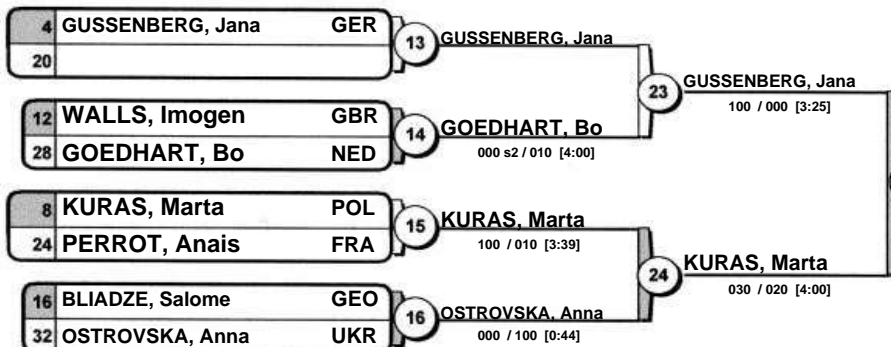 4 GUSSENBERG, Jana GER
20
13 GUSSENBERG, Jana
12 WALLS, Imogen GBR
28 GOEDHART, Bo NED
14 GOEDHART, Bo
000 s2 / 010 [4:00]
23 GUSSENBERG, Jana
100 / 000 [3:25]
8 KURAS, Marta POL
24 PERROT, Anais FRA
15 KURAS, Marta
100 / 010 [3:39]
16 BLIADZE, Salome GEO
32 OSTROVSKA, Anna UKR
16 OSTROVSKA, Anna
000 / 100 [0:44]
24 KURAS, Marta
030 / 020 [4:00]